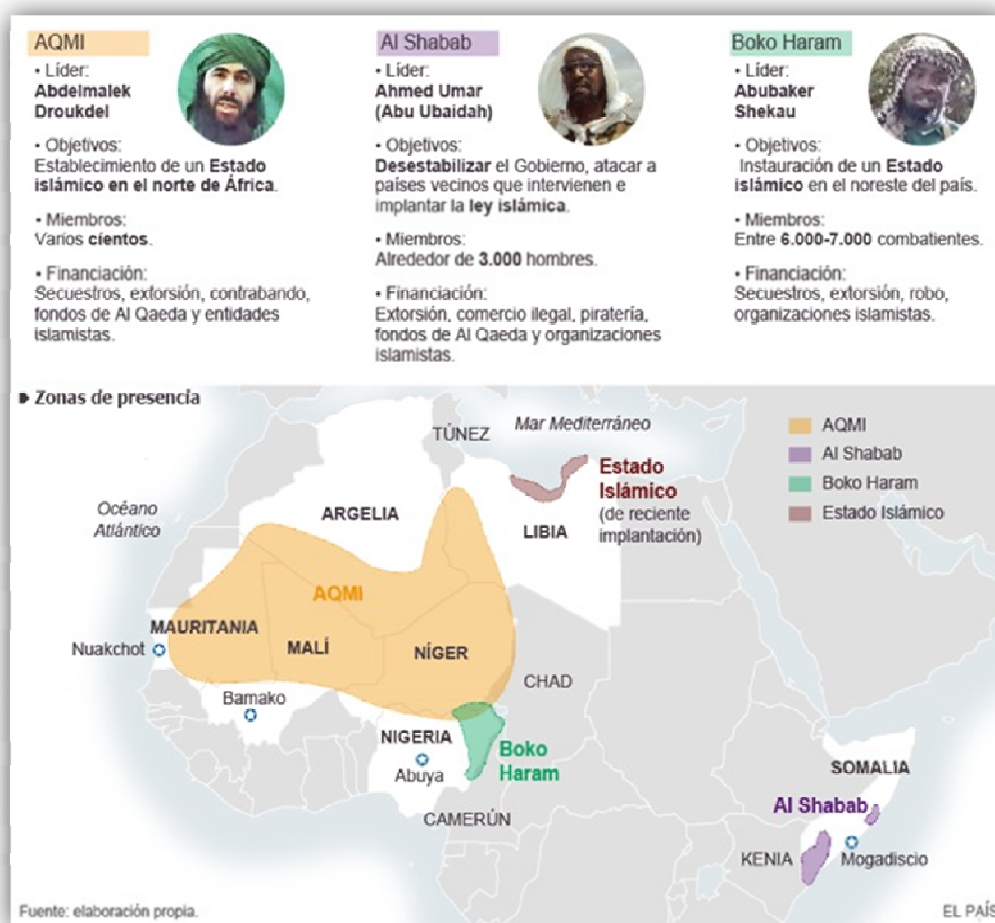 AQMI
• Líder:
Abdelmalek
Droukdel
• Objetivos:
Establecimiento de un Estado
islámico en el norte de África.
• Miembros:
Varios cientos.
• Financiación:
Secuestros, extorsión, contrabando,
fondos de Al Qaeda y entidades
islamistas.
Al Shabab
• Líder:
Ahmed Umar
(Abu Ubaidah)
• Objetivos:
Desestabilizar el Gobierno, atacar a
países vecinos que intervienen e
implantar la ley islámica.
• Miembros:
Alrededor de 3.000 hombres.
• Financiación:
Extorsión, comercio ilegal, piratería,
fondos de Al Qaeda y organizaciones
islamistas.
Boko Haram
• Líder:
Abubaker
Shekau
• Objetivos:
Instauración de un Estado
islámico en el noreste del país.
• Miembros:
Entre 6.000-7.000 combatientes.
• Financiación:
Secuestros, extorsión, robo,
organizaciones islamistas.
Zonas de presencia
TÚNEZ
Mar Mediterráneo
AQMI
Al Shabab
Boko Haram
Estado Islámico
Estado
Islámico
(de reciente
implantación)
Océano
Atlántico
ARGELIA
LIBIA
AQMI
MAURITANIA
Nuakchot
MALÍ
NÍGER
CHAD
Bamako
NIGERIA
Abuya
Boko
Haram
CAMERÚN
SOMALIA
Al Shabab
KENIA
Mogadiscio
Fuente: elaboración propia.
EL PAÍS